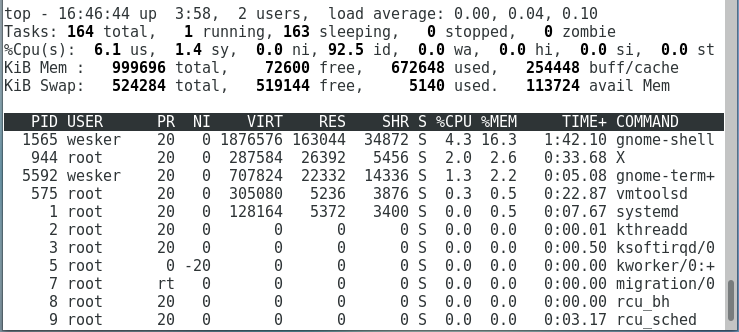 top - 16:46:44 up  3:58,  2 users,  load average: 0.00, 0.04, 0.10
Tasks: 164 total,   1 running, 163 sleeping,   0 stopped,   0 zombie
%Cpu(s):  6.1 us,  1.4 sy,  0.0 ni, 92.5 id,  0.0 wa,  0.0 hi,  0.0 si,  0.0 st
KiB Mem :   999696 total,    72600 free,   672648 used,   254448 buff/cache
KiB Swap:   524284 total,   519144 free,     5140 used.   113724 avail Mem
PID USER      PR  NI    VIRT    RES    SHR S %CPU %MEM     TIME+ COMMAND
1565 wesker    20   0 1876576 163044  34872 S  4.3 16.3   1:42.10 gnome-shell
944 root      20   0  287584  26392   5456 S  2.0  2.6   0:33.68 X
5592 wesker    20   0  707824  22332  14336 S  1.3  2.2   0:05.08 gnome-term+
575 root      20   0  305080   5236   3876 S  0.3  0.5   0:22.87 vmtoolsd
1 root      20   0  128164   5372   3400 S  0.0  0.5   0:07.67 systemd
2 root      20   0       0      0      0 S  0.0  0.0   0:00.01 kthreadd
3 root      20   0       0      0      0 S  0.0  0.0   0:00.50 ksoftirqd/0
5 root       0 -20       0      0      0 S  0.0  0.0   0:00.00 kworker/0:+
7 root      rt   0       0      0      0 S  0.0  0.0   0:00.00 migration/0
8 root      20   0       0      0      0 S  0.0  0.0   0:00.00 rcu_bh
9 root      20   0       0      0      0 S  0.0  0.0   0:03.17 rcu_sched